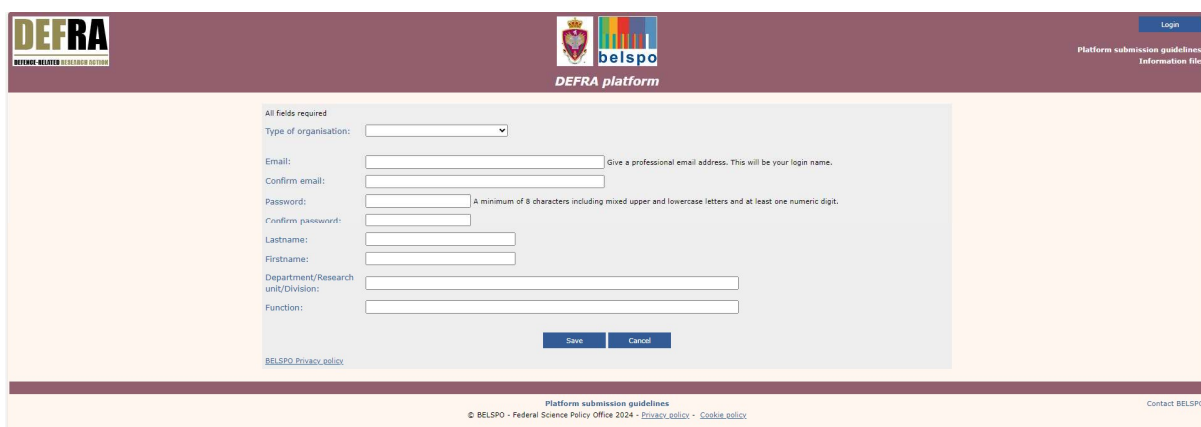 DEFRA
DEFENCE-RELATED RESEARCH ACTION
belspo
DEFRA platform
Login
Platform submission guidelines
Information file
All fields required
Type of organisation:
Email:
Give a professional email address. This will be your login name.
Confirm email:
Password:
A minimum of 8 characters including mixed upper and lowercase letters and at least one numeric digit.
Confirm password:
Lastname:
Firstname:
Department/Research
unit/Division:
Function:
Save Cancel
BELSPO Privacy policy
Platform submission guidelines
© BELSPO - Federal Science Policy Office 2024 - Privacy policy - Cookie policy
Contact BELSPO